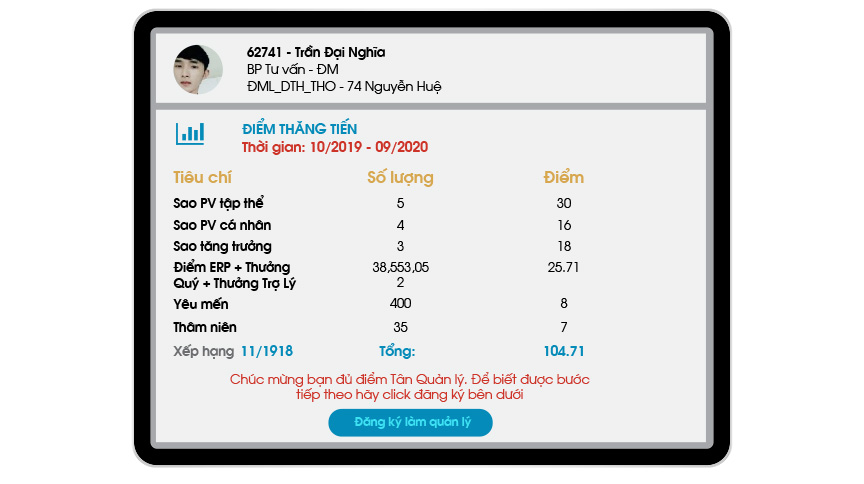 62741 - Trần Đại Nghĩa
BP Tư vấn - ĐM
ĐML_DTH_THO - 74 Nguyễn Huệ
ĐIỂM THĂNG TIẾN
Thời gian: 10/2019 - 09/2020
Tiêu chí Số lượng Điểm
Sao PV tập thể 5 30
Sao PV cá nhân 4 16
Sao tăng trưởng 3 18
Điểm ERP + Thưởng 38,553,05 25.71
Quý + Thưởng Trợ Lý 2
Yêu mến 400 8
Thâm niên 35 7
Xếp hạng 11/1918 Tổng: 104.71
Chúc mừng bạn đủ điểm Tân Quản lý. Để biết được bước
tiếp theo hãy click đăng ký bên dưới
Đăng ký làm quản lý